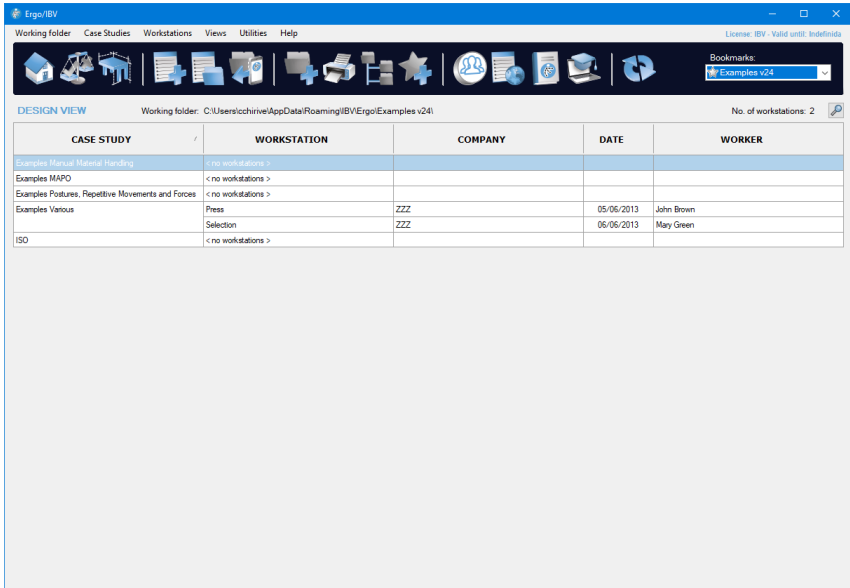 Ergo/IBV
Working folder Case Studies Workstations Views Utilities Help License: IBV - Valid until: Indefinida
Bookmarks:
Examples v24
DESIGN VIEW Working folder: C:\Users\cchirive\AppData\Roaming\IBV\Ergo\Examples v24\ No. of workstations: 2
CASE STUDY WORKSTATION COMPANY DATE WORKER
Examples Manual Material Handling < no workstations >
Examples MAPO < no workstations >
Examples Postures, Repetitive Movements and Forces < no workstations >
Examples Various Press ZZZ 05/06/2013 John Brown
Selection ZZZ 06/06/2013 Mary Green
ISO < no workstations >